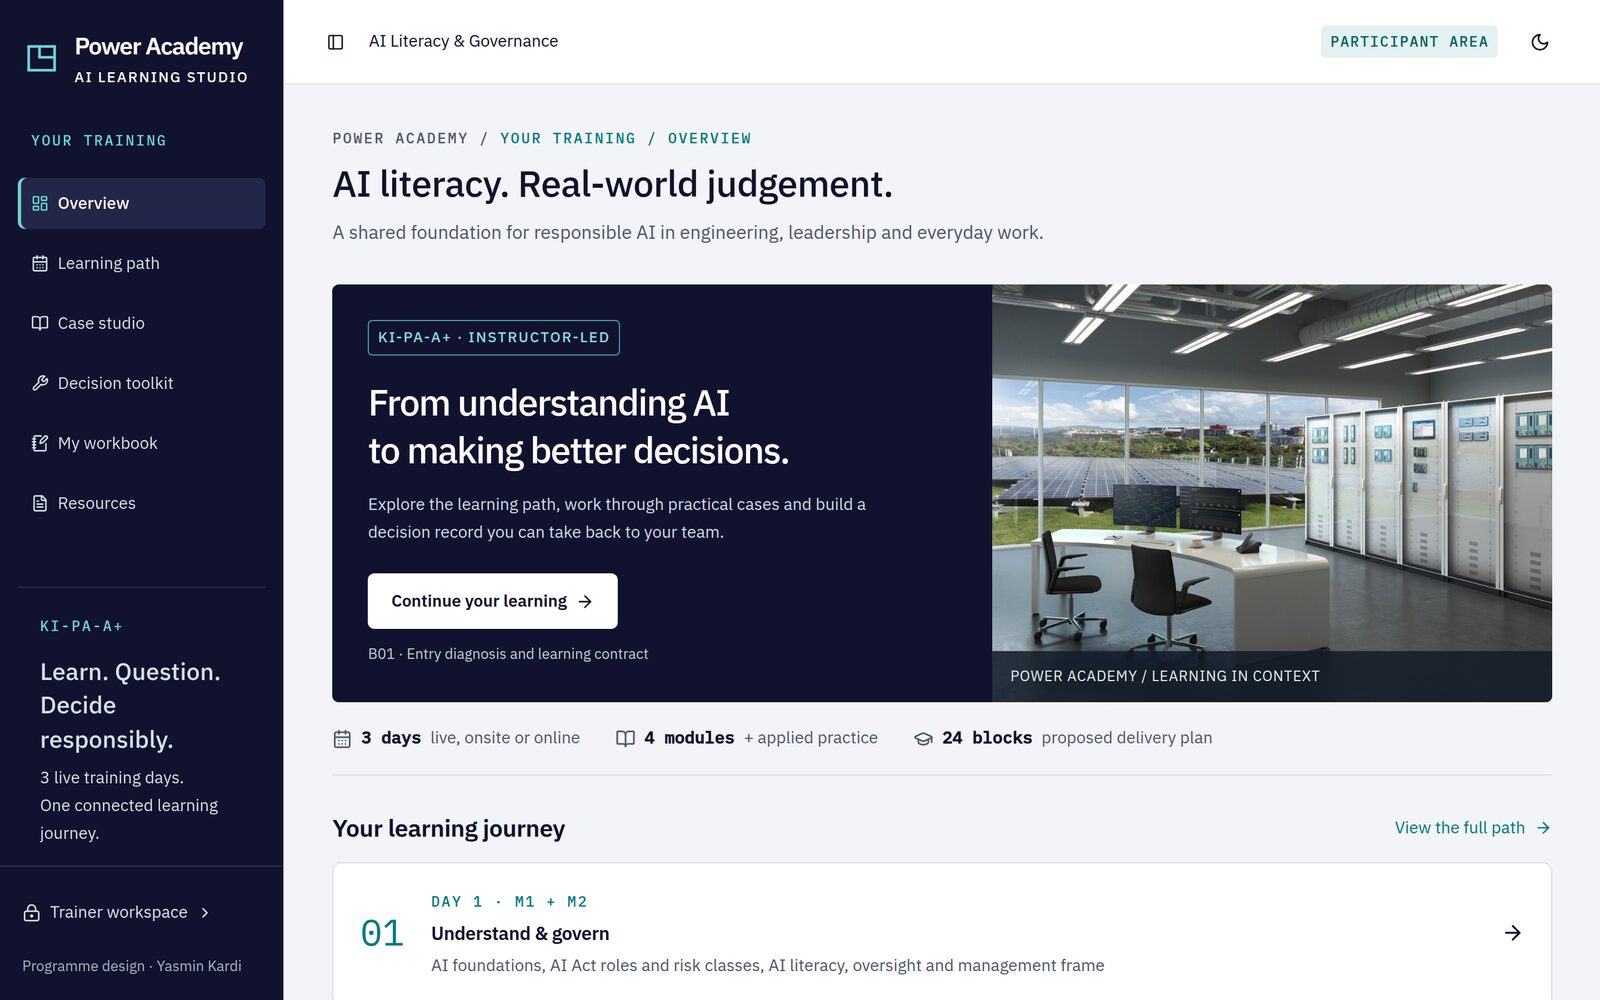 Power Academy
AI LEARNING STUDIO
YOUR TRAINING
Overview
Learning path
Case studio
Decision toolkit
My workbook
Resources
KI-PA-A+
Learn. Question.
Decide
responsibly.
3 live training days.
One connected learning
journey.
Trainer workspace
Programme design · Yasmin Kardi
AI Literacy & Governance
PARTICIPANT AREA
POWER ACADEMY / YOUR TRAINING / OVERVIEW
AI literacy. Real-world judgement.
A shared foundation for responsible AI in engineering, leadership and everyday work.
KI-PA-A+ · INSTRUCTOR-LED
From understanding AI
to making better decisions.
Explore the learning path, work through practical cases and build a
decision record you can take back to your team.
Continue your learning
B01 · Entry diagnosis and learning contract
POWER ACADEMY / LEARNING IN CONTEXT
3 days live, onsite or online
4 modules + applied practice
24 blocks proposed delivery plan
Your learning journey
View the full path
01
DAY 1 · M1 + M2
Understand & govern
AI foundations, AI Act roles and risk classes, AI literacy, oversight and management frame